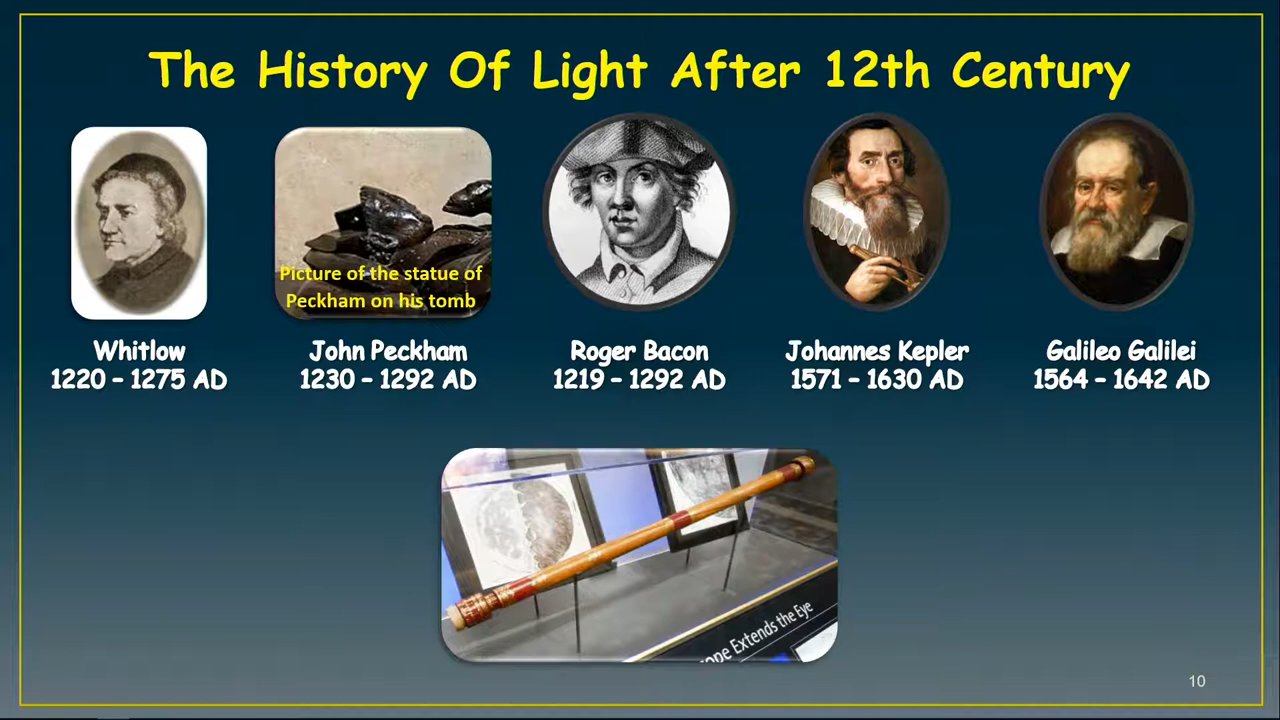 The History Of Light After 12th Century
Picture of the statue of
Peckham on his tomb
Whitlow
1220 – 1275 AD
John Peckham
1230 – 1292 AD
Roger Bacon
1219 – 1292 AD
Johannes Kepler
1571 – 1630 AD
Galileo Galilei
1564 – 1642 AD
ope Extends the Eye
10